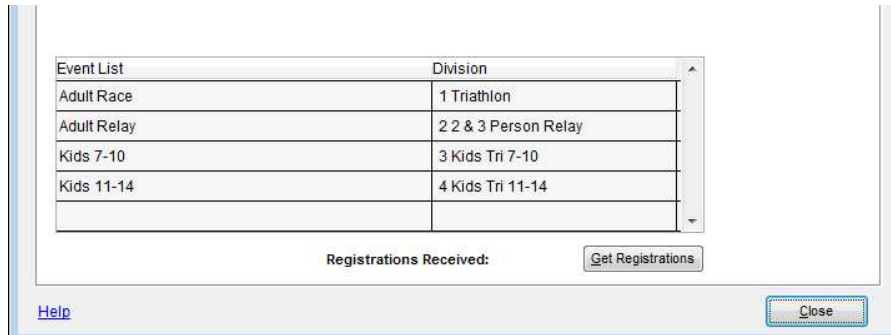 Event List Division
Adult Race 1 Triathlon
Adult Relay 2 2 & 3 Person Relay
Kids 7-10 3 Kids Tri 7-10
Kids 11-14 4 Kids Tri 11-14
Registrations Received: Get Registrations
Help Close